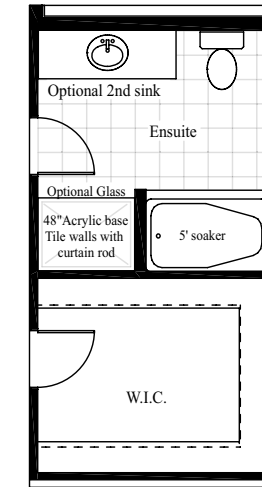 Optional 2nd sink
Ensuite
Optional Glass
48"Acrylic base
Tile walls with
curtain rod
5' soaker
W.I.C.